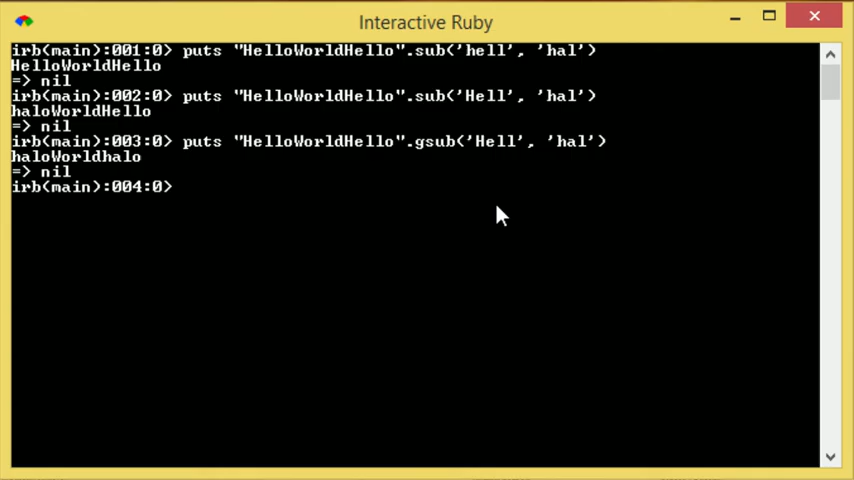 Interactive Ruby
irb(main):001:0> puts "HelloWorldHello".sub('hell', 'hal')
HelloWorldHello
=> nil
irb(main):002:0> puts "HelloWorldHello".sub('Hell', 'hal')
haloWorldHello
=> nil
irb(main):003:0> puts "HelloWorldHello".gsub('Hell', 'hal')
haloWorldhalo
=> nil
irb(main):004:0>